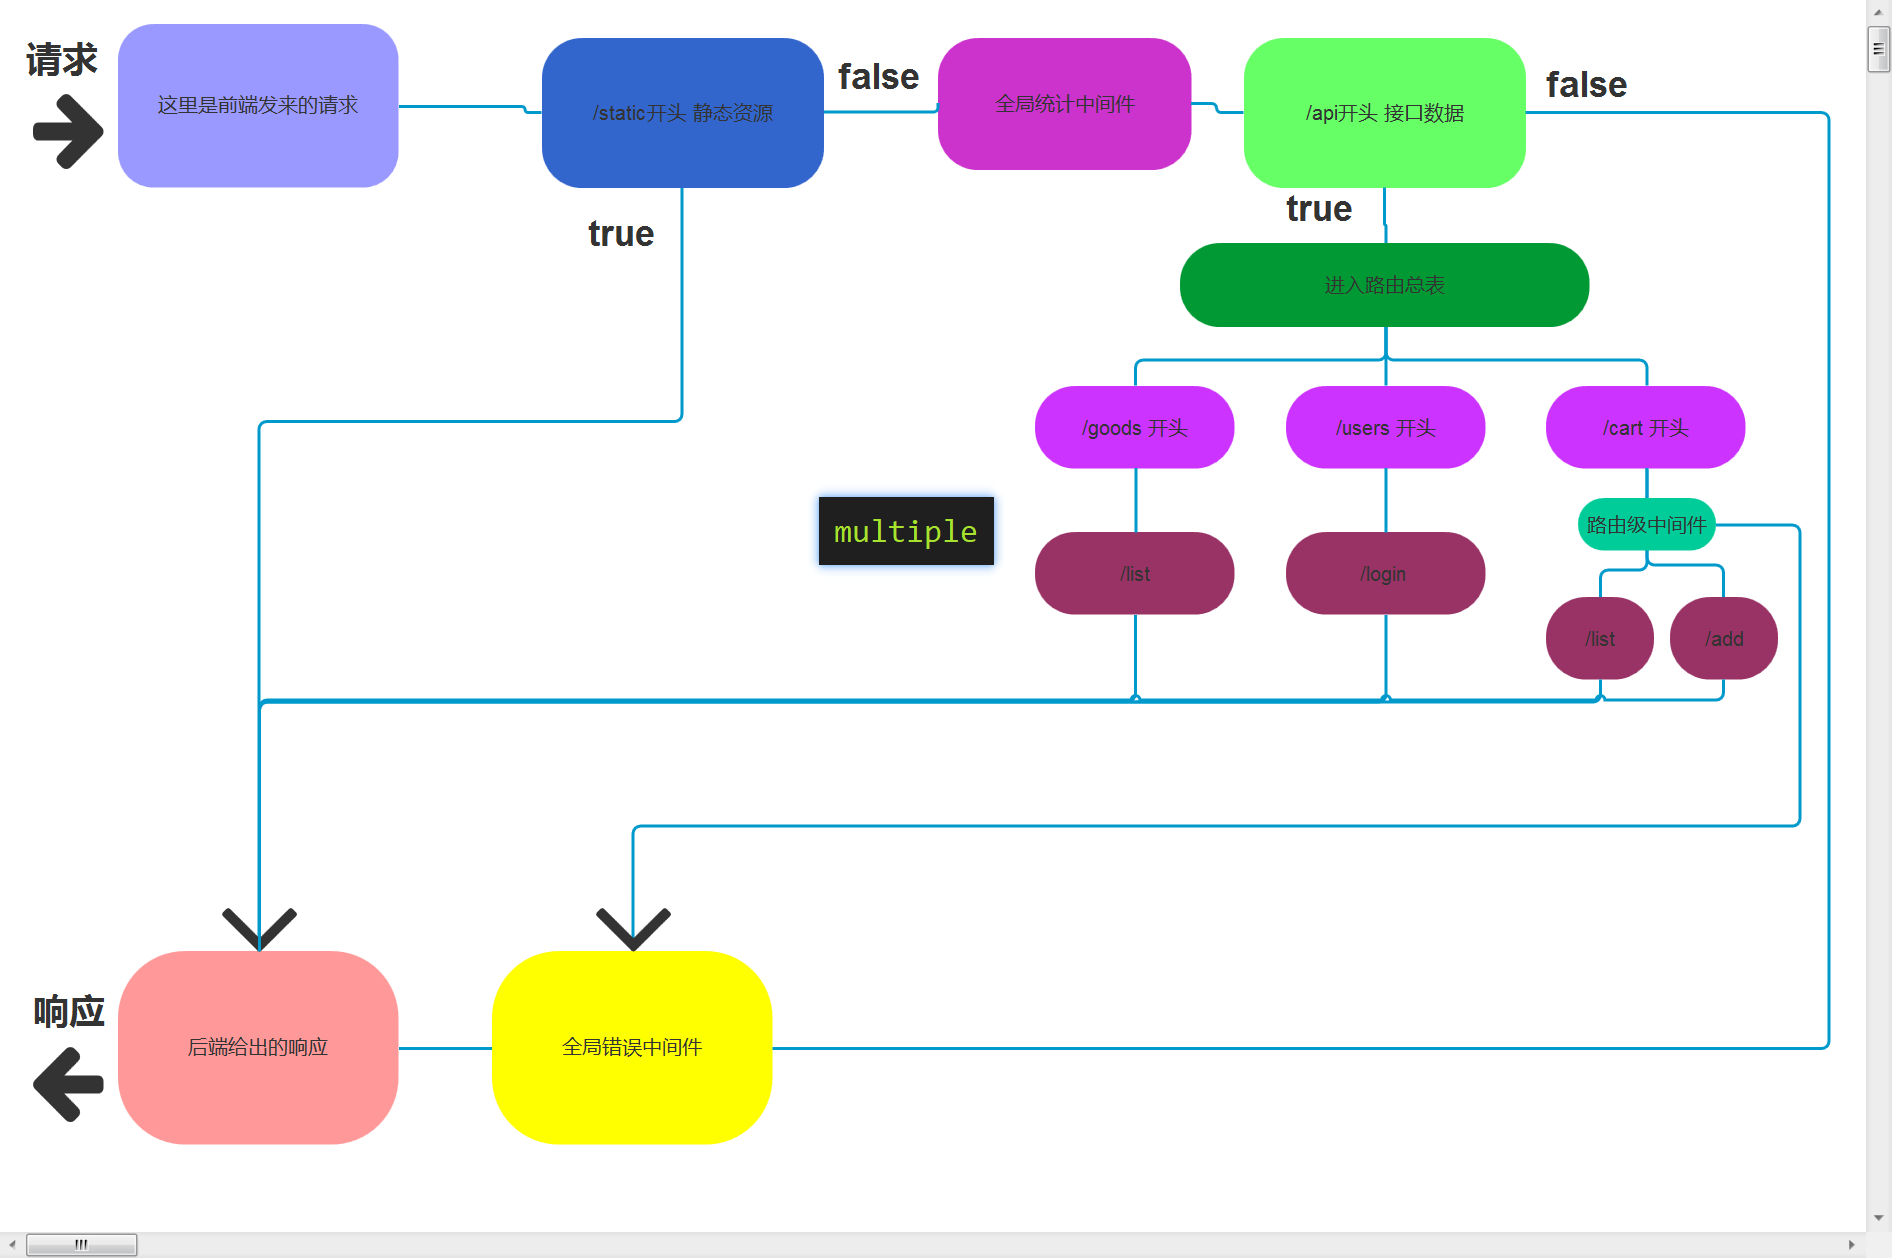 请求
这里是前端发来的请求
/static开头 静态资源
false
全局统计中间件
/api开头 接口数据
false
true
true
进入路由总表
/goods 开头
/users 开头
/cart 开头
multiple
路由级中间件
/list
/login
/list
/add
响应
后端给出的响应
全局错误中间件